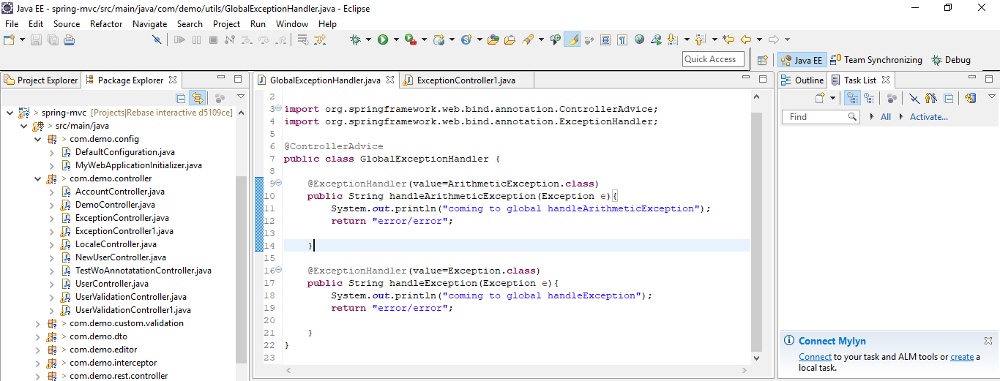 Java EE - spring-mvc/src/main/java/com/demo/utils/GlobalExceptionHandler.java - Eclipse
File Edit Source Refactor Navigate Search Project Run Window Help
Quick Access
Java EE
Team Synchronizing
Debug
Project Explorer
Package Explorer
> spring-mvc [Projects|Rebase interactive d5109ce]
> src/main/java
> com.demo.config
DefaultConfiguration.java
MyWebApplicationInitializer.java
> com.demo.controller
AccountController.java
DemoController.java
ExceptionController.java
ExceptionController1.java
LocaleController.java
NewUserController.java
TestWoAnnotatationController.java
UserController.java
UserValidationController.java
UserValidationController1.java
> com.demo.custom.validation
> com.demo.dto
> com.demo.editor
> com.demo.interceptor
> com.demo.rest.controller
GlobalExceptionHandler.java
ExceptionController1.java
2
3 import org.springframework.web.bind.annotation.ControllerAdvice;
4 import org.springframework.web.bind.annotation.ExceptionHandler;
5
6 @ControllerAdvice
7 public class GlobalExceptionHandler {
8
9 @ExceptionHandler(value=ArithmeticException.class)
10 public String handleArithmeticException(Exception e){
11 System.out.println("coming to global handleArithmeticException");
12 return "error/error";
13
14 }
15
16 @ExceptionHandler(value=Exception.class)
17 public String handleException(Exception e){
18 System.out.println("coming to global handleException");
19 return "error/error";
20
21 }
22 }
23
Outline
Task List
Find
All
Activate...
Connect Mylyn
Connect to your task and ALM tools or create a
local task.